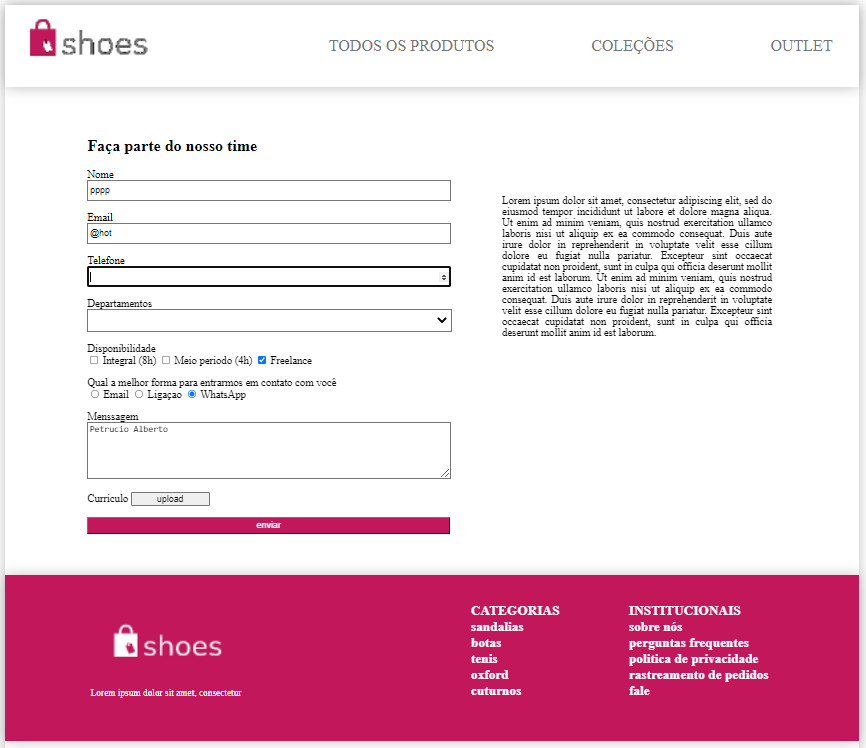 shoes
TODOS OS PRODUTOS
COLEÇÕES
OUTLET
Faça parte do nosso time
Nome
pppp
Email
@hot
Telefone
Departamentos
Disponibilidade
Integral (8h) Meio periodo (4h) Freelance
Qual a melhor forma para entrarmos em contato com você
Email Ligaçao WhatsApp
Menssagem
Petrucio Alberto
Curriculo upload
enviar
Lorem ipsum dolor sit amet, consectetur adipiscing elit, sed do
eiusmod tempor incididunt ut labore et dolore magna aliqua.
Ut enim ad minim veniam, quis nostrud exercitation ullamco
laboris nisi ut aliquip ex ea commodo consequat. Duis aute
irure dolor in reprehenderit in voluptate velit esse cillum
dolore eu fugiat nulla pariatur. Excepteur sint occaecat
cupidatat non proident, sunt in culpa qui officia deserunt mollit
anim id est laborum. Ut enim ad minim veniam, quis nostrud
exercitation ullamco laboris nisi ut aliquip ex ea commodo
consequat. Duis aute irure dolor in reprehenderit in voluptate
velit esse cillum dolore eu fugiat nulla pariatur. Excepteur sint
occaecat cupidatat non proident, sunt in culpa qui officia
deserunt mollit anim id est laborum.
shoes
Lorem ipsum dolor sit amet, consectetur
CATEGORIAS
sandalias
botas
tenis
oxford
cuturnos
INSTITUCIONAIS
sobre nós
perguntas frequentes
politica de privacidade
rastreamento de pedidos
fale